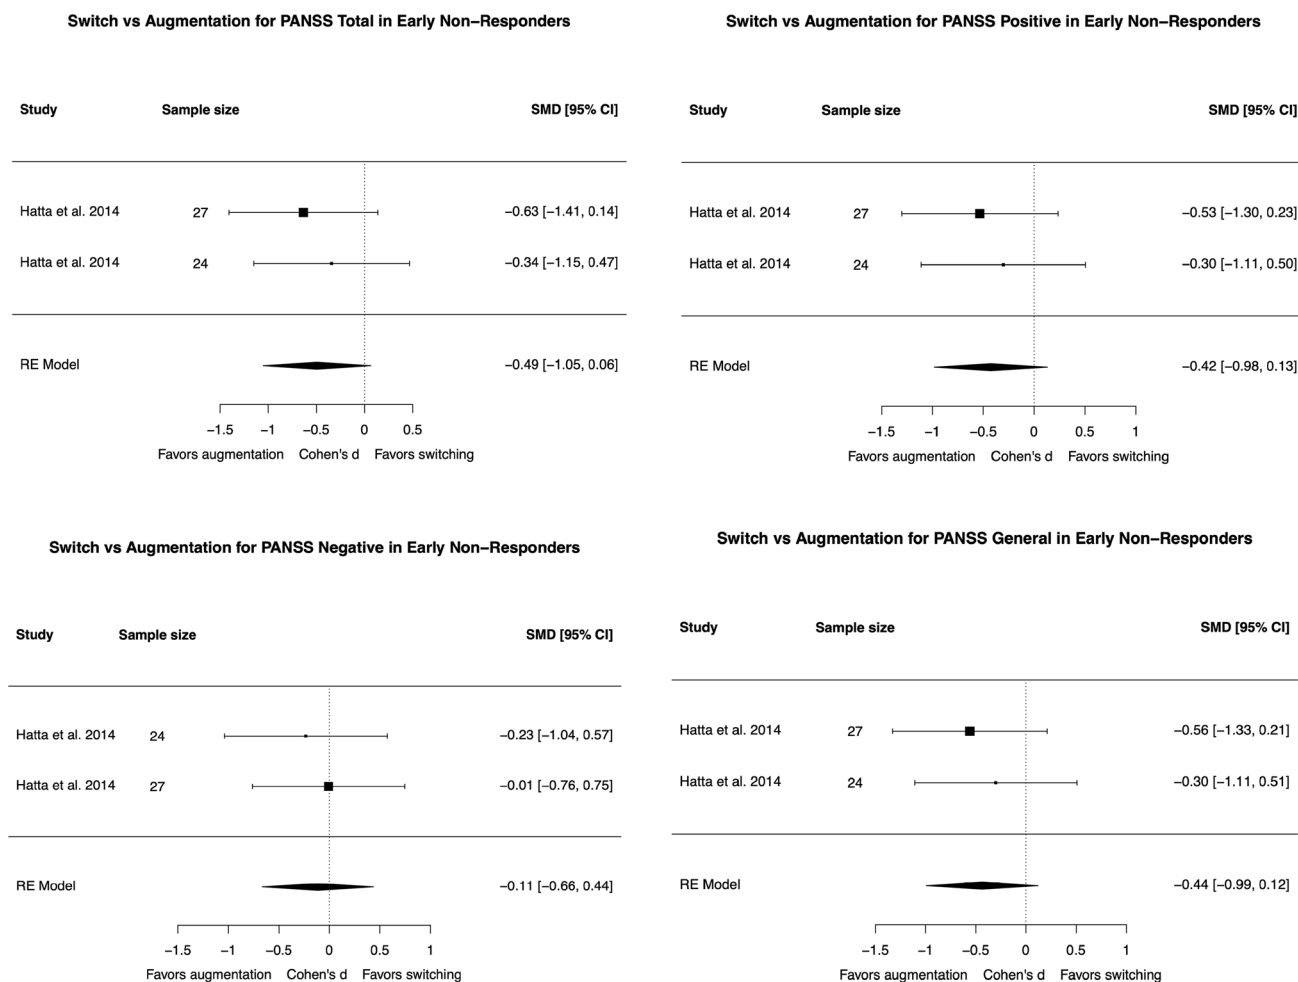 Switch vs Augmentation for PANSS Total in Early Non−Responders
Study Sample size SMD [95% CI]
Hatta et al. 2014 27 −0.63 [−1.41, 0.14]
Hatta et al. 2014 24 −0.34 [−1.15, 0.47]
RE Model −0.49 [−1.05, 0.06]
−1.5 −1 −0.5 0 0.5
Favors augmentation Cohen's d Favors switching
Switch vs Augmentation for PANSS Positive in Early Non−Responders
Study Sample size SMD [95% CI]
Hatta et al. 2014 27 −0.53 [−1.30, 0.23]
Hatta et al. 2014 24 −0.30 [−1.11, 0.50]
RE Model −0.42 [−0.98, 0.13]
−1.5 −1 −0.5 0 0.5 1
Favors augmentation Cohen's d Favors switching
Switch vs Augmentation for PANSS Negative in Early Non−Responders
Study Sample size SMD [95% CI]
Hatta et al. 2014 24 −0.23 [−1.04, 0.57]
Hatta et al. 2014 27 −0.01 [−0.76, 0.75]
RE Model −0.11 [−0.66, 0.44]
−1.5 −1 −0.5 0 0.5 1
Favors augmentation Cohen's d Favors switching
Switch vs Augmentation for PANSS General in Early Non−Responders
Study Sample size SMD [95% CI]
Hatta et al. 2014 27 −0.56 [−1.33, 0.21]
Hatta et al. 2014 24 −0.30 [−1.11, 0.51]
RE Model −0.44 [−0.99, 0.12]
−1.5 −1 −0.5 0 0.5 1
Favors augmentation Cohen's d Favors switching